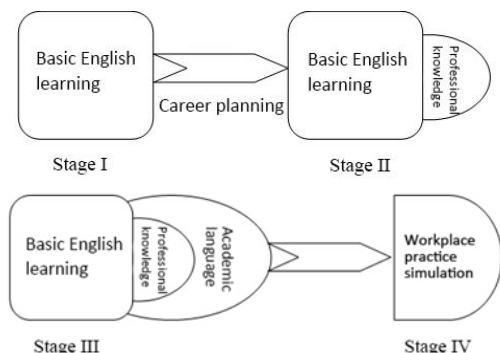 Basic English
learning
Career planning
Basic English
learning
Professional
knowledge
Stage I
Stage II
Basic English
learning
Professional
knowledge
Academic
language
Workplace
practice
simulation
Stage III
Stage IV